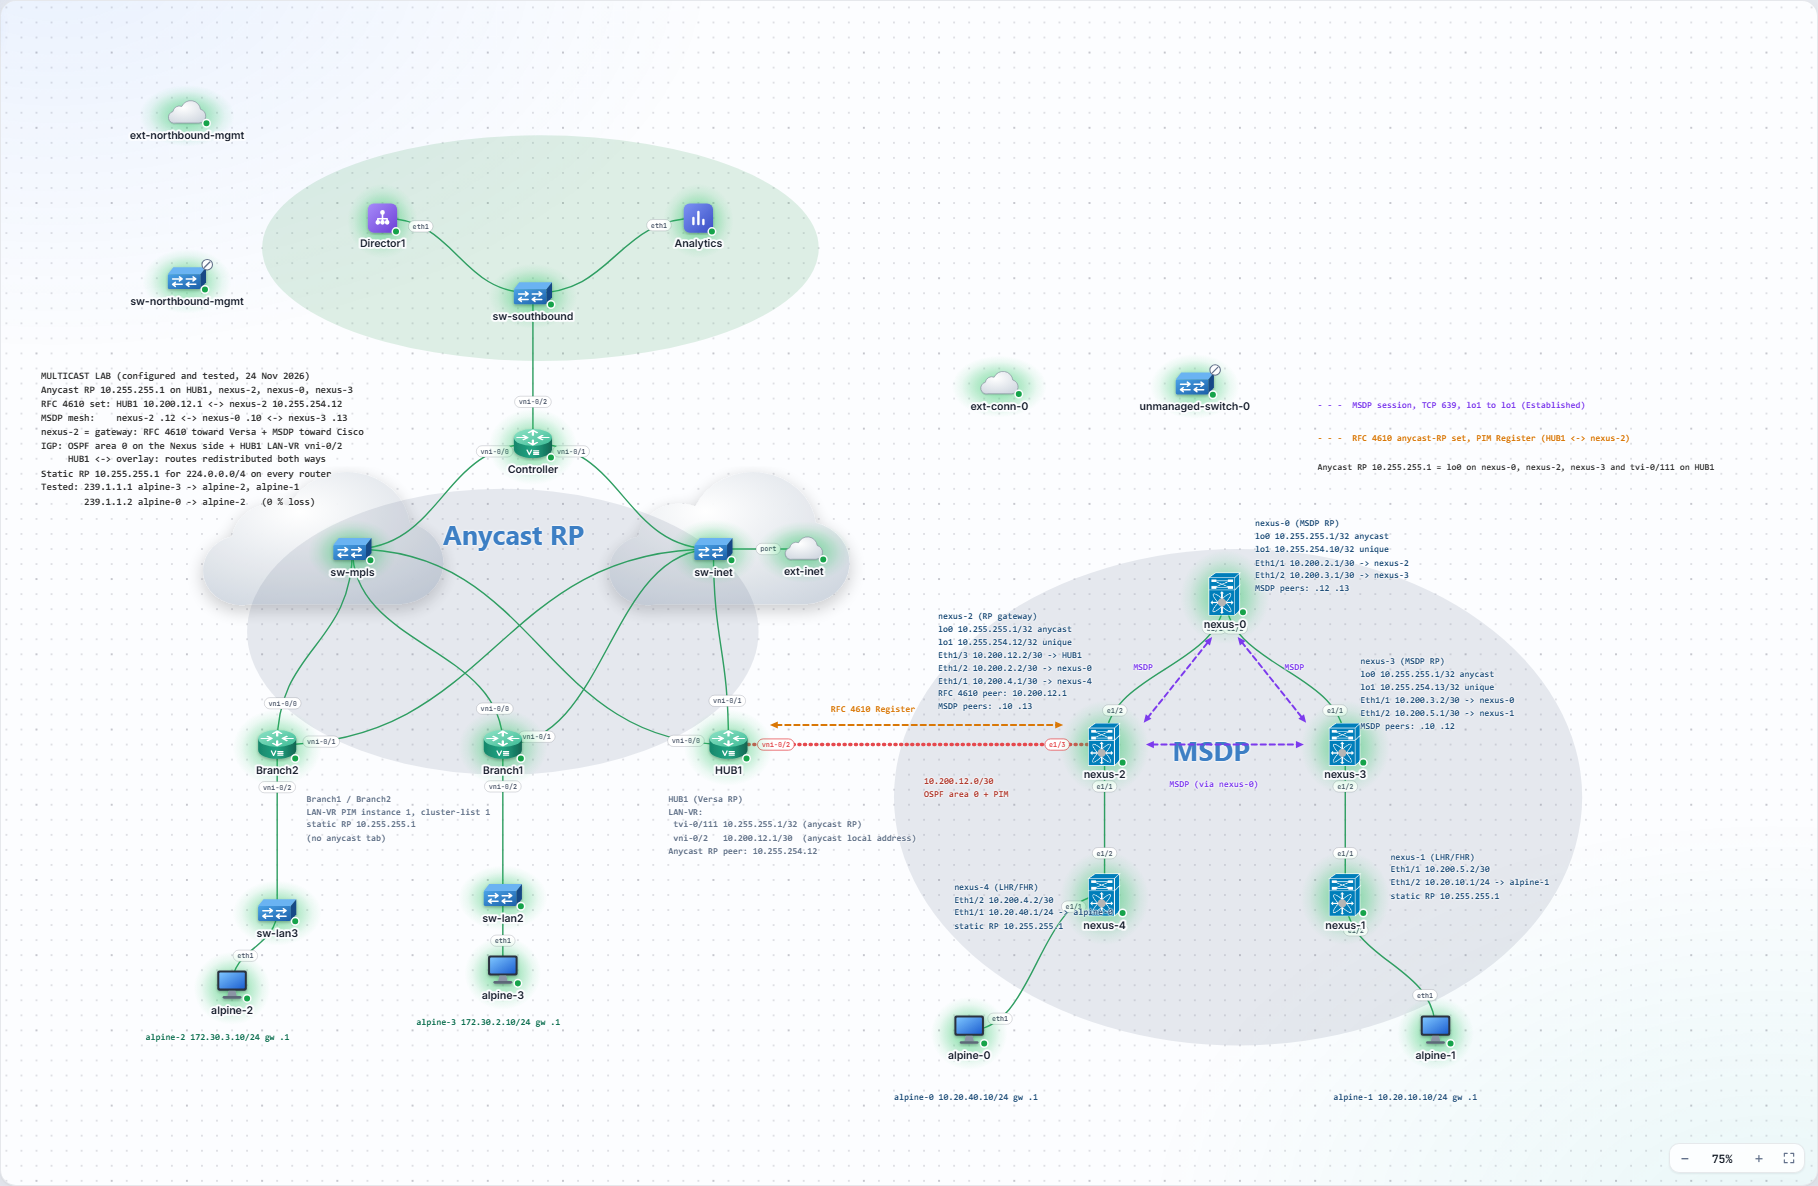 ext-northbound-mgmt
Director1
eth1
eth1
Analytics
sw-northbound-mgmt
sw-southbound
MULTICAST LAB (configured and tested, 24 Nov 2026)
Anycast RP 10.255.255.1 on HUB1, nexus-2, nexus-0, nexus-3
RFC 4610 set: HUB1 10.200.12.1 <-> nexus-2 10.255.254.12
MSDP mesh: nexus-2 .12 <-> nexus-0 .10 <-> nexus-3 .13
nexus-2 = gateway: RFC 4610 toward Versa + MSDP toward Cisco
IGP: OSPF area 0 on the Nexus side + HUB1 LAN-VR vni-0/2
HUB1 <-> overlay: routes redistributed both ways
Static RP 10.255.255.1 for 224.0.0.0/4 on every router
Tested: 239.1.1.1 alpine-3 -> alpine-2, alpine-1
239.1.1.2 alpine-0 -> alpine-2 (0 % loss)
vni-0/2
vni-0/0
vni-0/1
Controller
ext-conn-0
unmanaged-switch-0
- - - MSDP session, TCP 639, lo1 to lo1 (Established)
- - - RFC 4610 anycast-RP set, PIM Register (HUB1 <-> nexus-2)
Anycast RP 10.255.255.1 = lo0 on nexus-0, nexus-2, nexus-3 and tvi-0/111 on HUB1
Anycast RP
sw-mpls
sw-inet
port
ext-inet
nexus-0 (MSDP RP)
lo0 10.255.255.1/32 anycast
lo1 10.255.254.10/32 unique
Eth1/1 10.200.2.1/30 -> nexus-2
Eth1/2 10.200.3.1/30 -> nexus-3
MSDP peers: .12 .13
nexus-0
nexus-2 (RP gateway)
lo0 10.255.255.1/32 anycast
lo1 10.255.254.12/32 unique
Eth1/3 10.200.12.2/30 -> HUB1
Eth1/2 10.200.2.2/30 -> nexus-0
Eth1/1 10.200.4.1/30 -> nexus-4
RFC 4610 peer: 10.200.12.1
MSDP peers: .10 .13
MSDP
MSDP
nexus-3 (MSDP RP)
lo0 10.255.255.1/32 anycast
lo1 10.255.254.13/32 unique
Eth1/1 10.200.3.2/30 -> nexus-0
Eth1/2 10.200.5.1/30 -> nexus-1
MSDP peers: .10 .12
vni-0/0
vni-0/1
Branch2
vni-0/2
vni-0/0
vni-0/1
Branch1
vni-0/2
vni-0/1
vni-0/0
HUB1
RFC 4610 Register
vni-0/2
e1/3
10.200.12.0/30
OSPF area 0 + PIM
e1/2
nexus-2
e1/1
MSDP
MSDP (via nexus-0)
e1/1
nexus-3
e1/2
Branch1 / Branch2
LAN-VR PIM instance 1, cluster-list 1
static RP 10.255.255.1
(no anycast tab)
HUB1 (Versa RP)
LAN-VR:
tvi-0/111 10.255.255.1/32 (anycast RP)
vni-0/2 10.200.12.1/30 (anycast local address)
Anycast RP peer: 10.255.254.12
e1/2
e1/1
nexus-4 (LHR/FHR)
Eth1/2 10.200.4.2/30
Eth1/1 10.20.40.1/24 ->
static RP 10.255.255.1
nexus-4
nexus-1 (LHR/FHR)
Eth1/1 10.200.5.2/30
Eth1/2 10.20.10.1/24 -> alpine-1
static RP 10.255.255.1
nexus-1
sw-lan3
eth1
alpine-2
alpine-2 172.30.3.10/24 gw .1
sw-lan2
eth1
alpine-3
alpine-3 172.30.2.10/24 gw .1
eth1
alpine-0
alpine-0 10.20.40.10/24 gw .1
eth1
alpine-1
alpine-1 10.20.10.10/24 gw .1
− 75% +